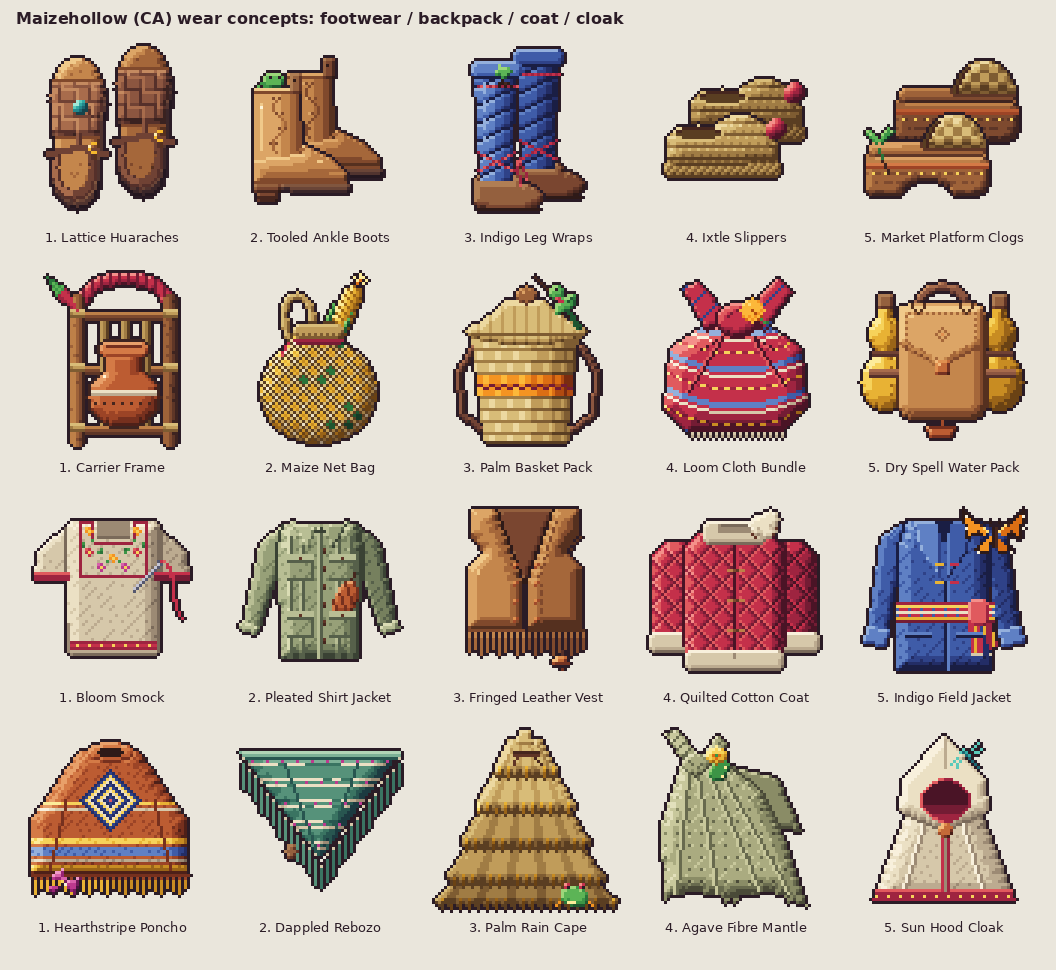 Maizehollow (CA) wear concepts: footwear / backpack / coat / cloak
1. Lattice Huaraches
2. Tooled Ankle Boots
3. Indigo Leg Wraps
4. Ixtle Slippers
5. Market Platform Clogs
1. Carrier Frame
2. Maize Net Bag
3. Palm Basket Pack
4. Loom Cloth Bundle
5. Dry Spell Water Pack
1. Bloom Smock
2. Pleated Shirt Jacket
3. Fringed Leather Vest
4. Quilted Cotton Coat
5. Indigo Field Jacket
1. Hearthstripe Poncho
2. Dappled Rebozo
3. Palm Rain Cape
4. Agave Fibre Mantle
5. Sun Hood Cloak